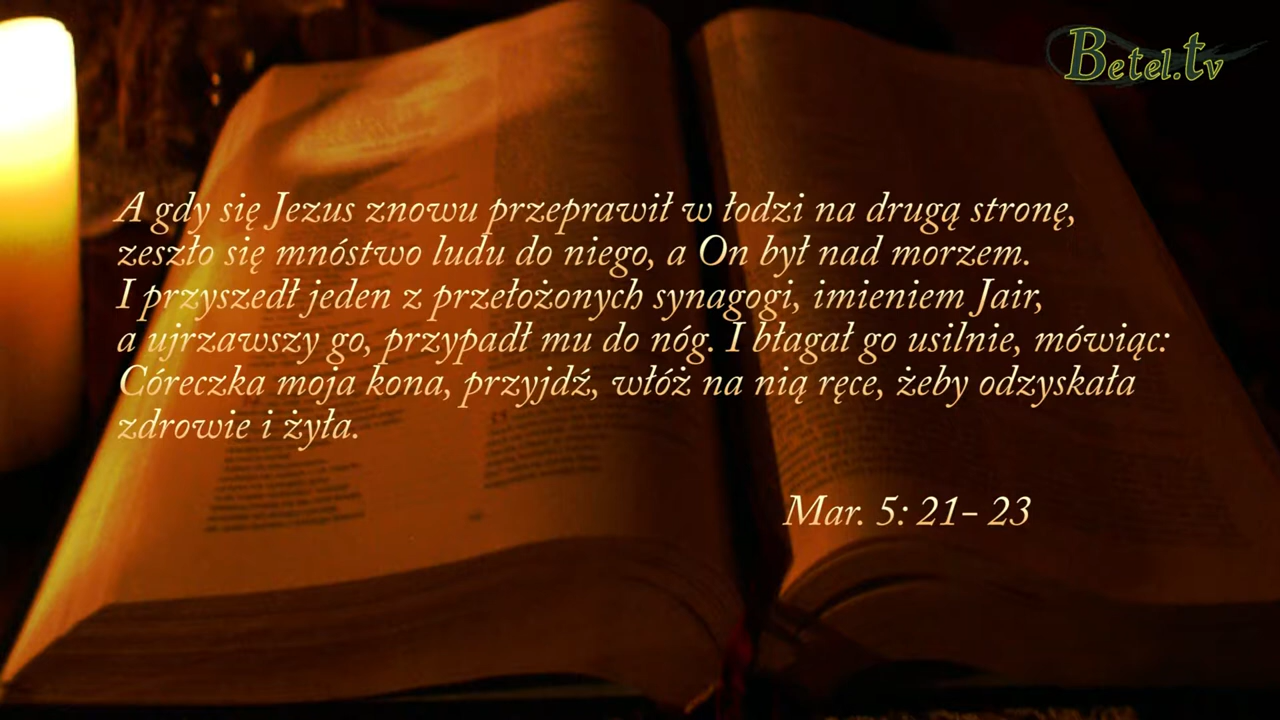 Betel.tv
A gdy się Jezus znowu przeprawił w łodzi na drugą stronę,
zeszło się mnóstwo ludu do niego, a On był nad morzem.
I przyszedł jeden z przełożonych synagogi, imieniem Jair,
a ujrzawszy go, przypadł mu do nóg. I błagał go usilnie, mówiąc:
Córeczka moja kona, przyjdź, włóż na nią ręce, żeby odzyskała
zdrowie i żyła.
Mar. 5: 21- 23